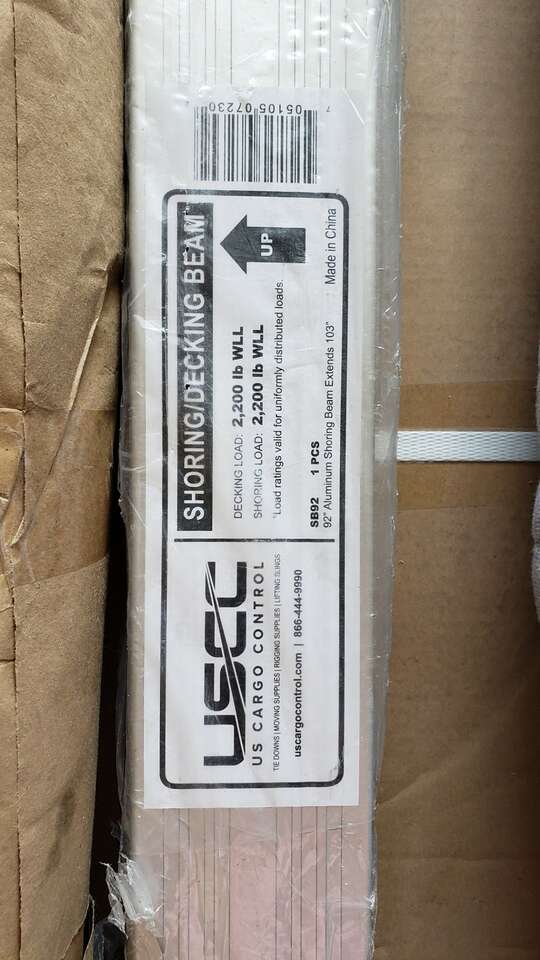 USCC
US CARGO CONTROL
TIE DOWNS | MOVING SUPPLIES | RIGGING SUPPLIES | LIFTING SLINGS
uscargocontrol.com | 866-444-9990
SHORING/DECKING BEAM
DECKING LOAD: 2,200 lb WLL
SHORING LOAD: 2,200 lb WLL
*Load ratings valid for uniformly distributed loads.
UP
SB92 1 PCS
92" Aluminum Shoring Beam Extends 103"
Made in China
7 05105 07230